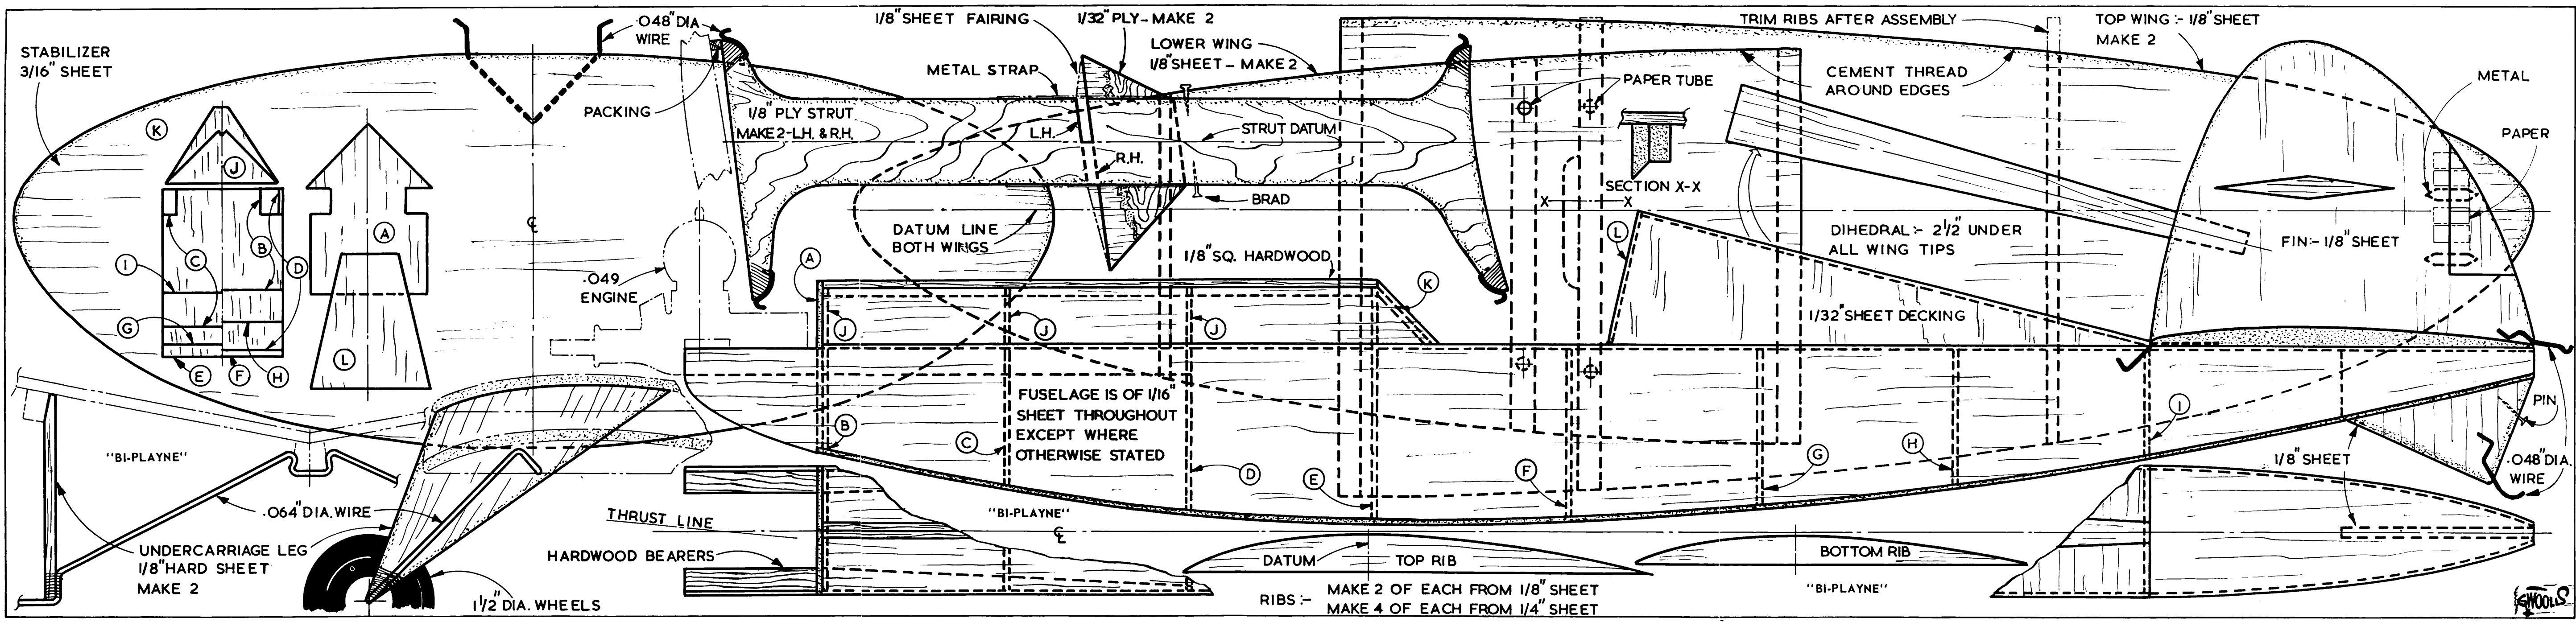 STABILIZER
3/16" SHEET
.048" DIA.
WIRE
1/8" SHEET FAIRING
1/32" PLY - MAKE 2
METAL STRAP
LOWER WING
1/8" SHEET - MAKE 2
TRIM RIBS AFTER ASSEMBLY
TOP WING :- 1/8" SHEET
MAKE 2
PACKING
1/8" PLY STRUT
MAKE 2-L.H. & R.H.
L.H.
R.H.
STRUT DATUM
BRAD
PAPER TUBE
CEMENT THREAD
AROUND EDGES
METAL
PAPER
SECTION X-X
X
X
K
J
A
B
C
D
I
G
L
E
F
H
℄
DATUM LINE
BOTH WINGS
1/8" SQ. HARDWOOD
.049
ENGINE
A
K
L
DIHEDRAL :- 2 1/2" UNDER
ALL WING TIPS
FIN :- 1/8" SHEET
1/32" SHEET DECKING
J
J
J
FUSELAGE IS OF 1/16"
SHEET THROUGHOUT
EXCEPT WHERE
OTHERWISE STATED
B
C
D
E
F
G
H
I
PIN
1/8" SHEET
.048" DIA.
WIRE
"BI-PLAYNE"
.064" DIA. WIRE
UNDERCARRIAGE LEG
1/8" HARD SHEET
MAKE 2
1 1/2" DIA. WHEELS
THRUST LINE
HARDWOOD BEARERS
"BI-PLAYNE"
℄
DATUM
TOP RIB
BOTTOM RIB
RIBS :-
MAKE 2 OF EACH FROM 1/8" SHEET
MAKE 4 OF EACH FROM 1/4" SHEET
"BI-PLAYNE"
GWOOLLS